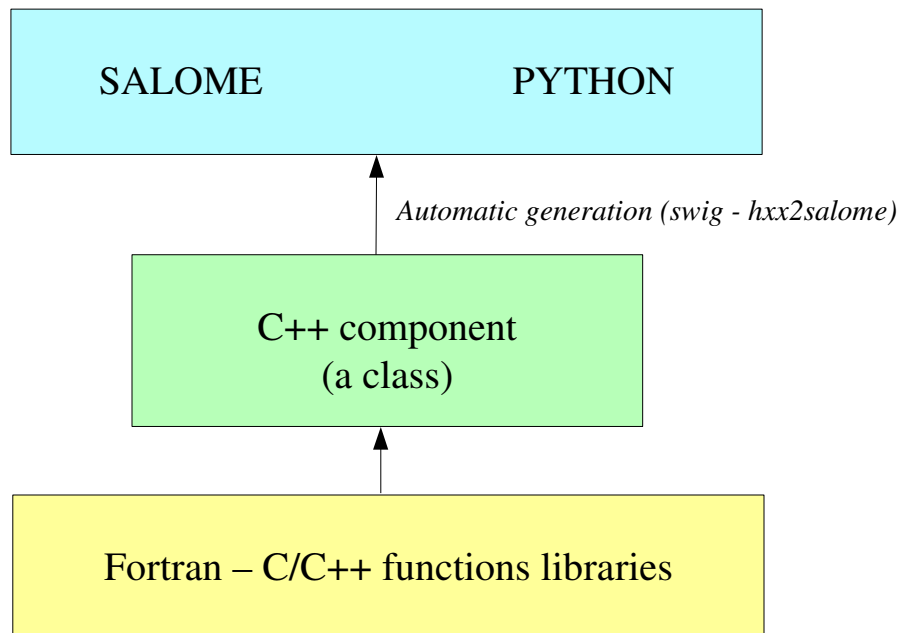 SALOME PYTHON
Automatic generation (swig - hxx2salome)
C++ component
(a class)
Fortran – C/C++ functions libraries